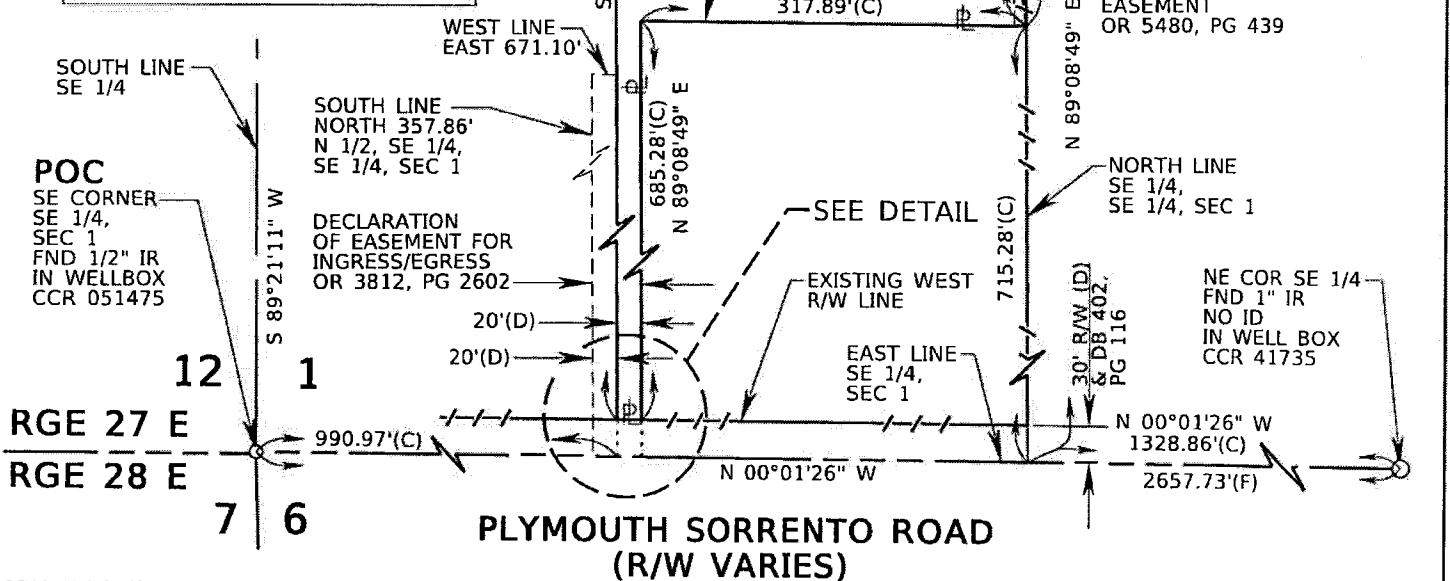 317.89'(C)
EASEMENT
OR 5480, PG 439
WEST LINE
EAST 671.10'
S
N 89°08'49" E
SOUTH LINE
SE 1/4
SOUTH LINE
NORTH 357.86'
N 1/2, SE 1/4,
SE 1/4, SEC 1
685.28'(C)
N 89°08'49" E
NORTH LINE
SE 1/4,
SE 1/4, SEC 1
POC
SE CORNER
SE 1/4,
SEC 1
FND 1/2" IR
IN WELLBOX
CCR 051475
S 89°21'11" W
DECLARATION
OF EASEMENT FOR
INGRESS/EGRESS
OR 3812, PG 2602
SEE DETAIL
715.28'(C)
EXISTING WEST
R/W LINE
30' R/W (D)
& DB 402,
PG 116
NE COR SE 1/4
FND 1" IR
NO ID
IN WELL BOX
CCR 41735
20'(D)
20'(D)
EAST LINE
SE 1/4,
SEC 1
12 1
RGE 27 E
990.97'(C)
N 00°01'26" W
1328.86'(C)
RGE 28 E
N 00°01'26" W
2657.73'(F)
7 6
PLYMOUTH SORRENTO ROAD
(R/W VARIES)